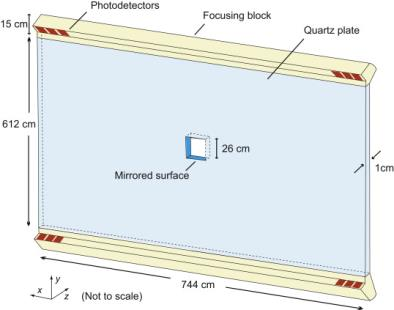 Photodetectors
Focusing block
15 cm
Quartz plate
612 cm
26 cm
Mirrored surface
1cm
744 cm
y
x
z
(Not to scale)